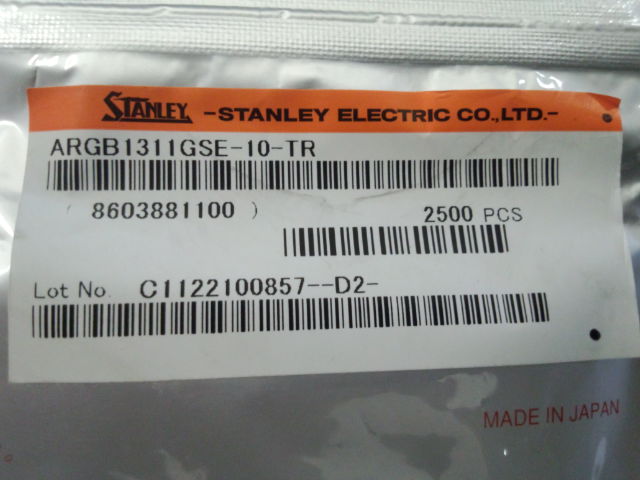 STANLEY -STANLEY ELECTRIC CO.,LTD.-
ARGB1311GSE-10-TR
( 8603881100 ) 2500 PCS
Lot No. C1122100857--D2-
MADE IN JAPAN